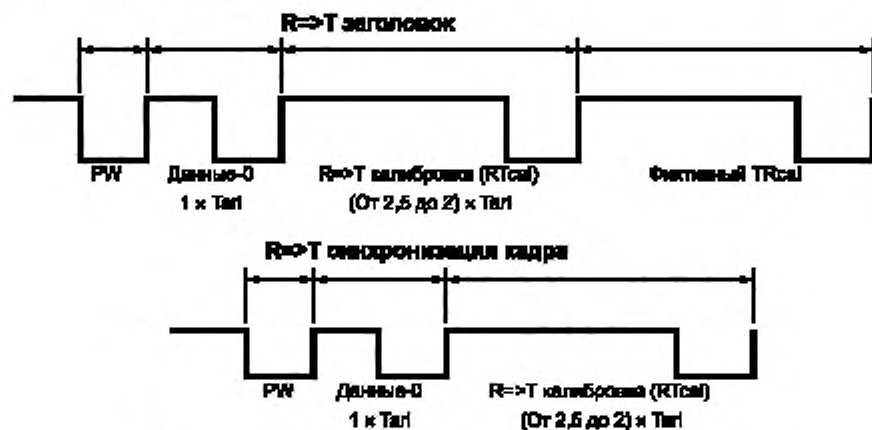 R=>T заголовок
PW
Данные-0
R=>T калибровка (RTcal)
Фиктивный TRcal
1 x Tari
(От 2,5 до 2) x Tari
R=>T синхронизация кадра
PW
Данные-0
R=>T калибровка (RTcal)
1 x Tari
(От 2,5 до 2) x Tari